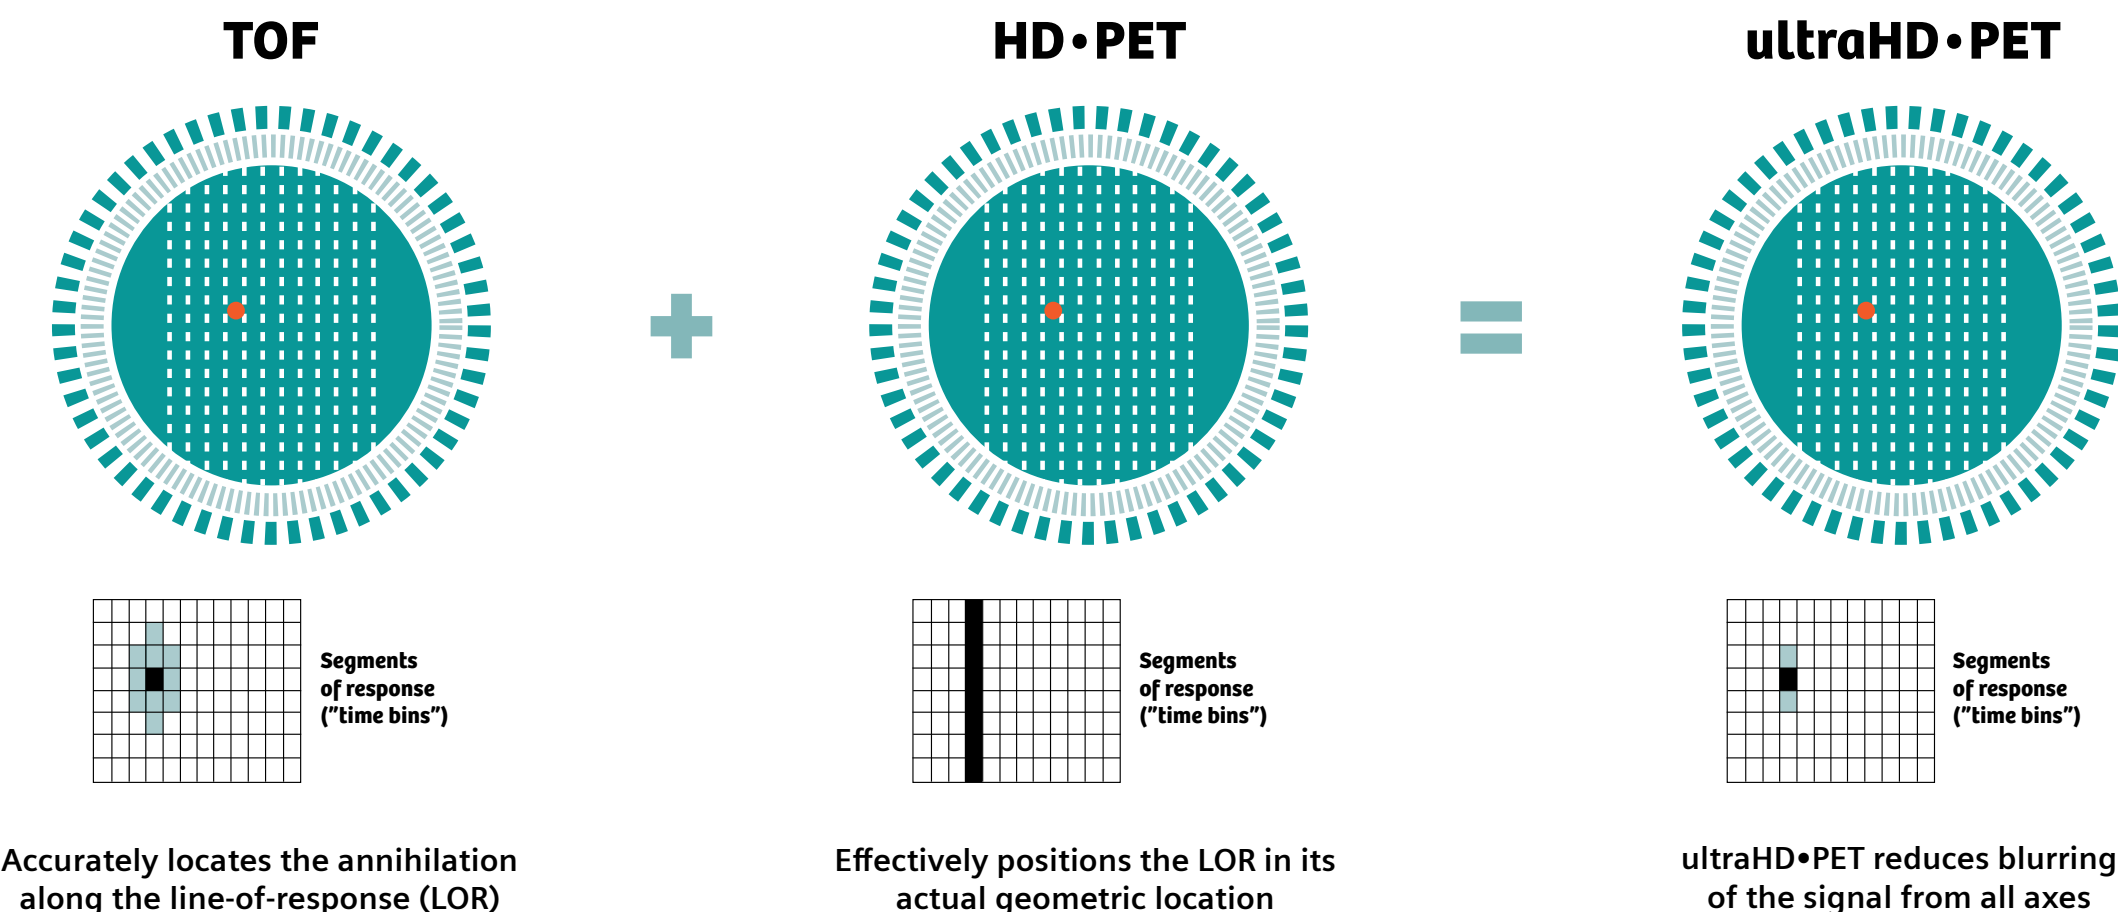 TOF
HD•PET
ultraHD•PET
Segments
of response
("time bins")
Segments
of response
("time bins")
Segments
of response
("time bins")
Accurately locates the annihilation
along the line-of-response (LOR)
Effectively positions the LOR in its
actual geometric location
ultraHD•PET reduces blurring
of the signal from all axes